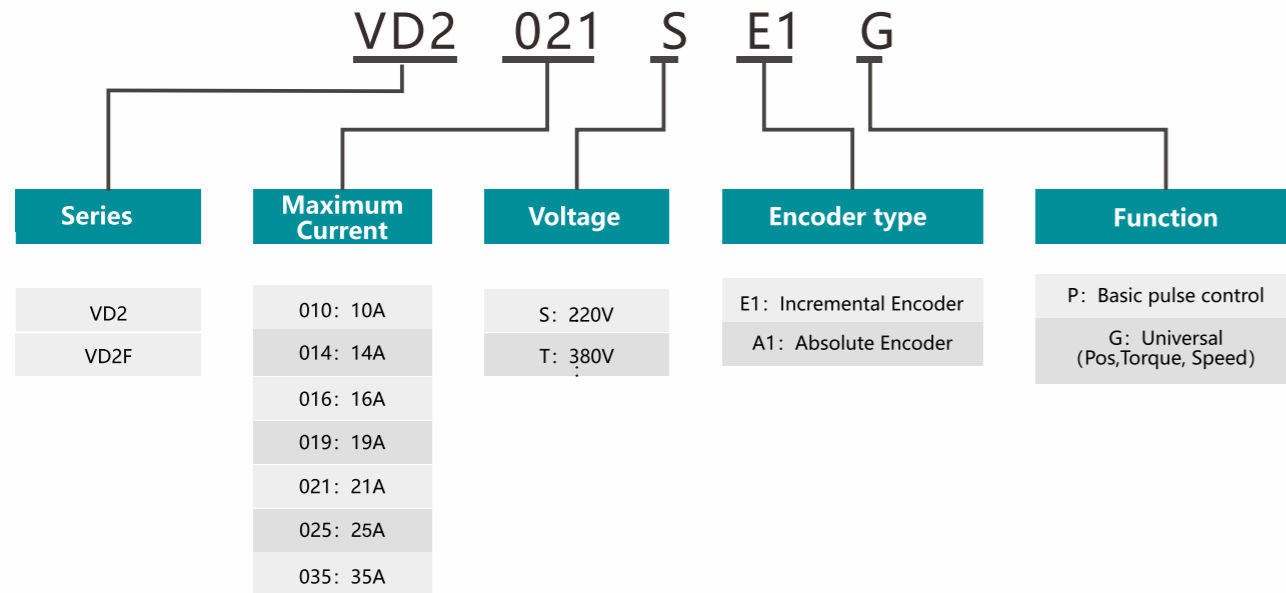 VD2 021 S E1 G
Series
Maximum
Current
Voltage
Encoder type
Function
VD2
VD2F
010: 10A
014: 14A
016: 16A
019: 19A
021: 21A
025: 25A
035: 35A
S: 220V
T: 380V
:
E1: Incremental Encoder
A1: Absolute Encoder
P: Basic pulse control
G: Universal
(Pos,Torque, Speed)